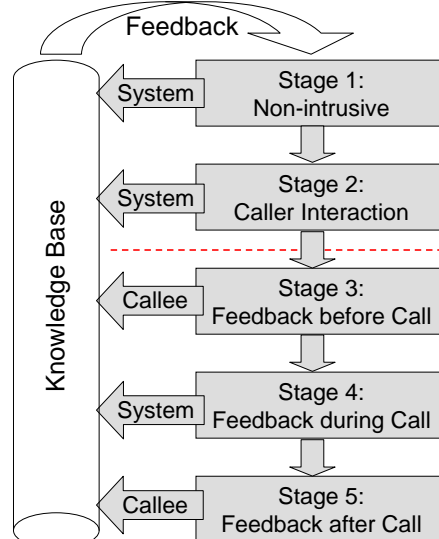 Feedback
System
Stage 1:
Non-intrusive
System
Stage 2:
Caller Interaction
Knowledge Base
Callee
Stage 3:
Feedback before Call
System
Stage 4:
Feedback during Call
Callee
Stage 5:
Feedback after Call